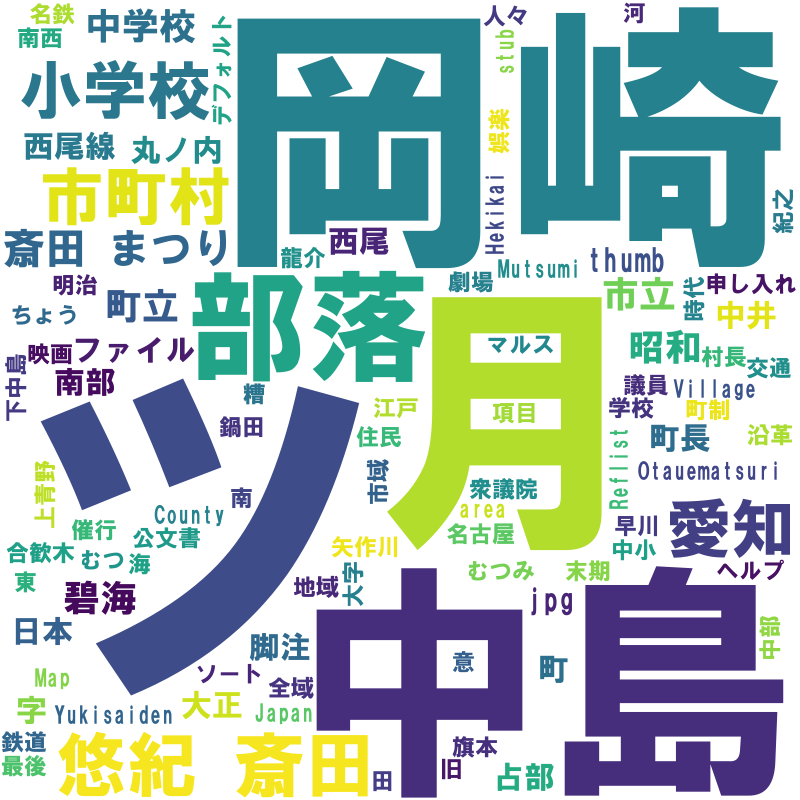 名鉄
中学校
デフォルト
岡崎
人々
河
南西
stub
小学校
娯楽
西尾線
丸ノ内
市町村
Hekikai
紀之
斎田 まつり
西尾
龍介
Mutsumi
thumb
明治
町立
部落
劇場
市立
時代
申し入れ
ちょう
月
中井
映画
ファイル
マルス
昭和
村長
交通
下中島
南部
ツ
糟
江戸
項目
議員
Village
鍋田
住民
学校
町制
町長
沿革
上青野
南
市域
衆議院
Reflist
Otauematsuri
County
area
催行
公文書
矢作川
名古屋
早川
愛知
合歓木
むつ
海
中小
東
碧海
地域
大字
むつみ
末期
ヘルプ
中島
jpg
日本
脚注
意
町
中部
Map
ソート
全域
字
Yukisaiden
大正
Japan
鉄道
悠紀 斎田
旗本
最後
田
旧
占部